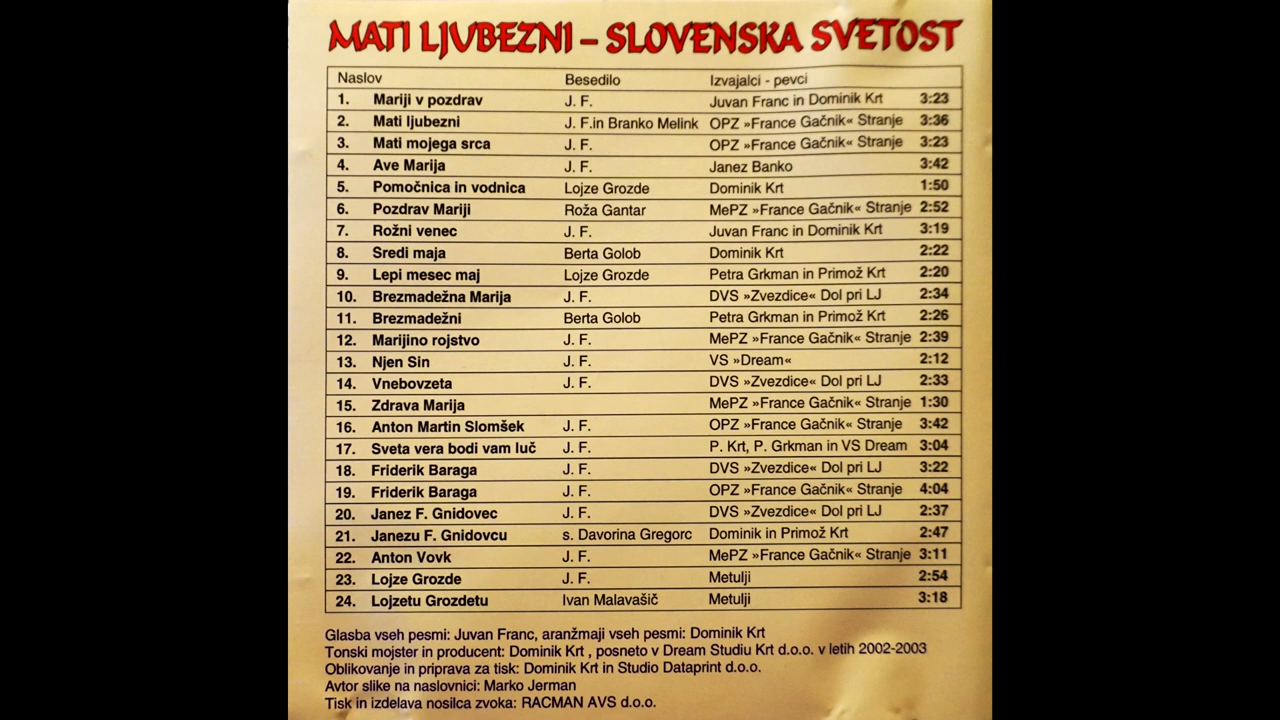 MATI LJUBEZNI – SLOVENSKA SVETOST
Naslov Besedilo Izvajalci - pevci
1. Mariji v pozdrav J. F. Juvan Franc in Dominik Krt 3:23
2. Mati ljubezni J. F.in Branko Melink OPZ »France Gačnik« Stranje 3:36
3. Mati mojega srca J. F. OPZ »France Gačnik« Stranje 3:23
4. Ave Marija J. F. Janez Banko 3:42
5. Pomočnica in vodnica Lojze Grozde Dominik Krt 1:50
6. Pozdrav Mariji Roža Gantar MePZ »France Gačnik« Stranje 2:52
7. Rožni venec J. F. Juvan Franc in Dominik Krt 3:19
8. Sredi maja Berta Golob Dominik Krt 2:22
9. Lepi mesec maj Lojze Grozde Petra Grkman in Primož Krt 2:20
10. Brezmadežna Marija J. F. DVS »Zvezdice« Dol pri LJ 2:34
11. Brezmadežni Berta Golob Petra Grkman in Primož Krt 2:26
12. Marijino rojstvo J. F. MePZ »France Gačnik« Stranje 2:39
13. Njen Sin J. F. VS »Dream« 2:12
14. Vnebovzeta J. F. DVS »Zvezdice« Dol pri LJ 2:33
15. Zdrava Marija MePZ »France Gačnik« Stranje 1:30
16. Anton Martin Slomšek J. F. OPZ »France Gačnik« Stranje 3:42
17. Sveta vera bodi vam luč J. F. P. Krt, P. Grkman in VS Dream 3:04
18. Friderik Baraga J. F. DVS »Zvezdice« Dol pri LJ 3:22
19. Friderik Baraga J. F. OPZ »France Gačnik« Stranje 4:04
20. Janez F. Gnidovec J. F. DVS »Zvezdice« Dol pri LJ 2:37
21. Janezu F. Gnidovcu s. Davorina Gregorc Dominik in Primož Krt 2:47
22. Anton Vovk J. F. MePZ »France Gačnik« Stranje 3:11
23. Lojze Grozde J. F. Metulji 2:54
24. Lojzetu Grozdetu Ivan Malavašič Metulji 3:18
Glasba vseh pesmi: Juvan Franc, aranžmaji vseh pesmi: Dominik Krt
Tonski mojster in producent: Dominik Krt , posneto v Dream Studiu Krt d.o.o. v letih 2002-2003
Oblikovanje in priprava za tisk: Dominik Krt in Studio Dataprint d.o.o.
Avtor slike na naslovnici: Marko Jerman
Tisk in izdelava nosilca zvoka: RACMAN AVS d.o.o.